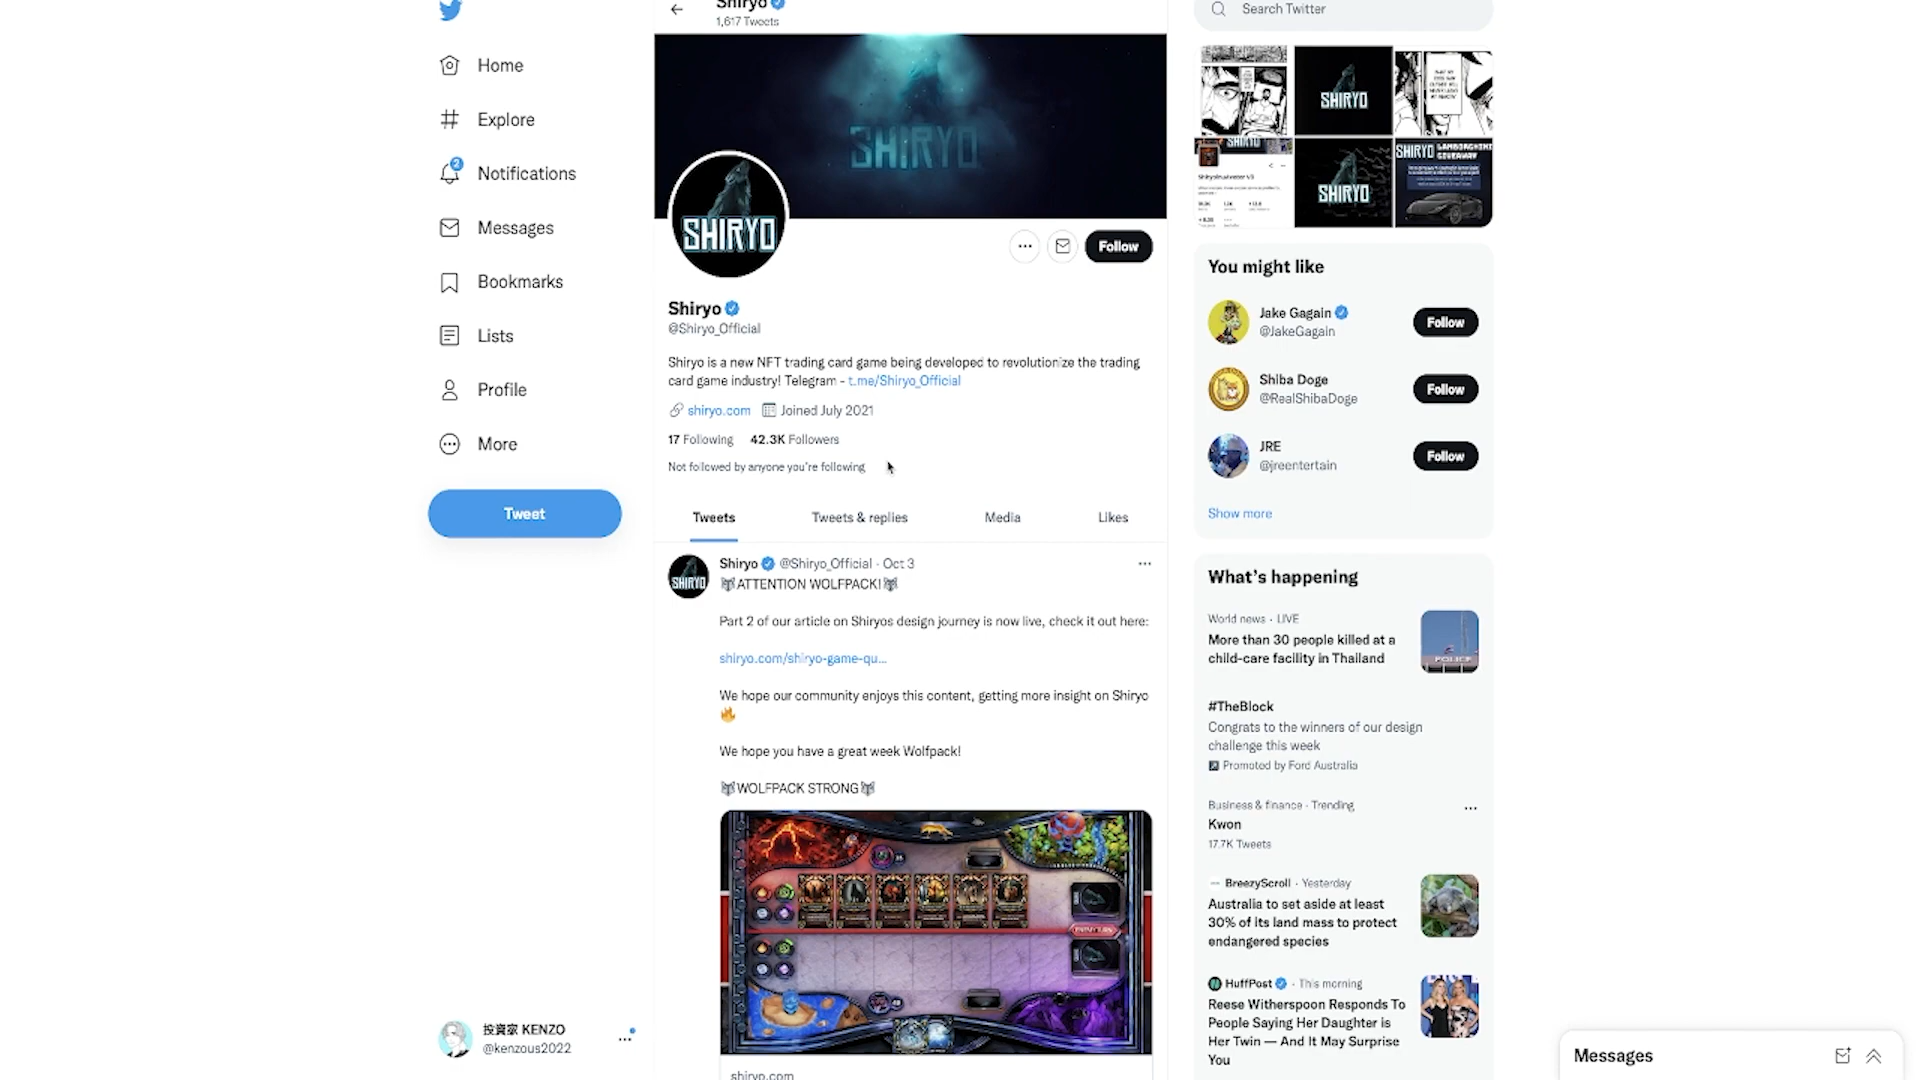 Home
Explore
2
Notifications
Messages
Bookmarks
Lists
Profile
More
Tweet
投資家 KENZO
@kenzous2022
Shiryo
1,617 Tweets
SHIRYO
SHIRYO
Follow
Shiryo
@Shiryo_Official
Shiryo is a new NFT trading card game being developed to revolutionize the trading
card game industry! Telegram - t.me/Shiryo_Official
shiryo.com Joined July 2021
17 Following 42.3K Followers
Not followed by anyone you're following
Tweets Tweets & replies Media Likes
SHIRYO
Shiryo @Shiryo_Official · Oct 3
ATTENTION WOLFPACK!
Part 2 of our article on Shiryos design journey is now live, check it out here:
shiryo.com/shiryo-game-qu...
We hope our community enjoys this content, getting more insight on Shiryo
We hope you have a great week Wolfpack!
WOLFPACK STRONG
shiryo.com
Search Twitter
SHIRYO
SHIRYO
SHIRYO
SHIRYO LAMBORGHINI
GIVEAWAY
You might like
Jake Gagain
@JakeGagain
Follow
Shiba Doge
@RealShibaDoge
Follow
JRE
@jreentertain
Follow
Show more
What's happening
World news · LIVE
More than 30 people killed at a
child-care facility in Thailand
POLICE
#TheBlock
Congrats to the winners of our design
challenge this week
Promoted by Ford Australia
Business & finance · Trending
Kwon
17.7K Tweets
BreezyScroll · Yesterday
Australia to set aside at least
30% of its land mass to protect
endangered species
HuffPost · This morning
Reese Witherspoon Responds To
People Saying Her Daughter is
Her Twin — And It May Surprise
You
Messages